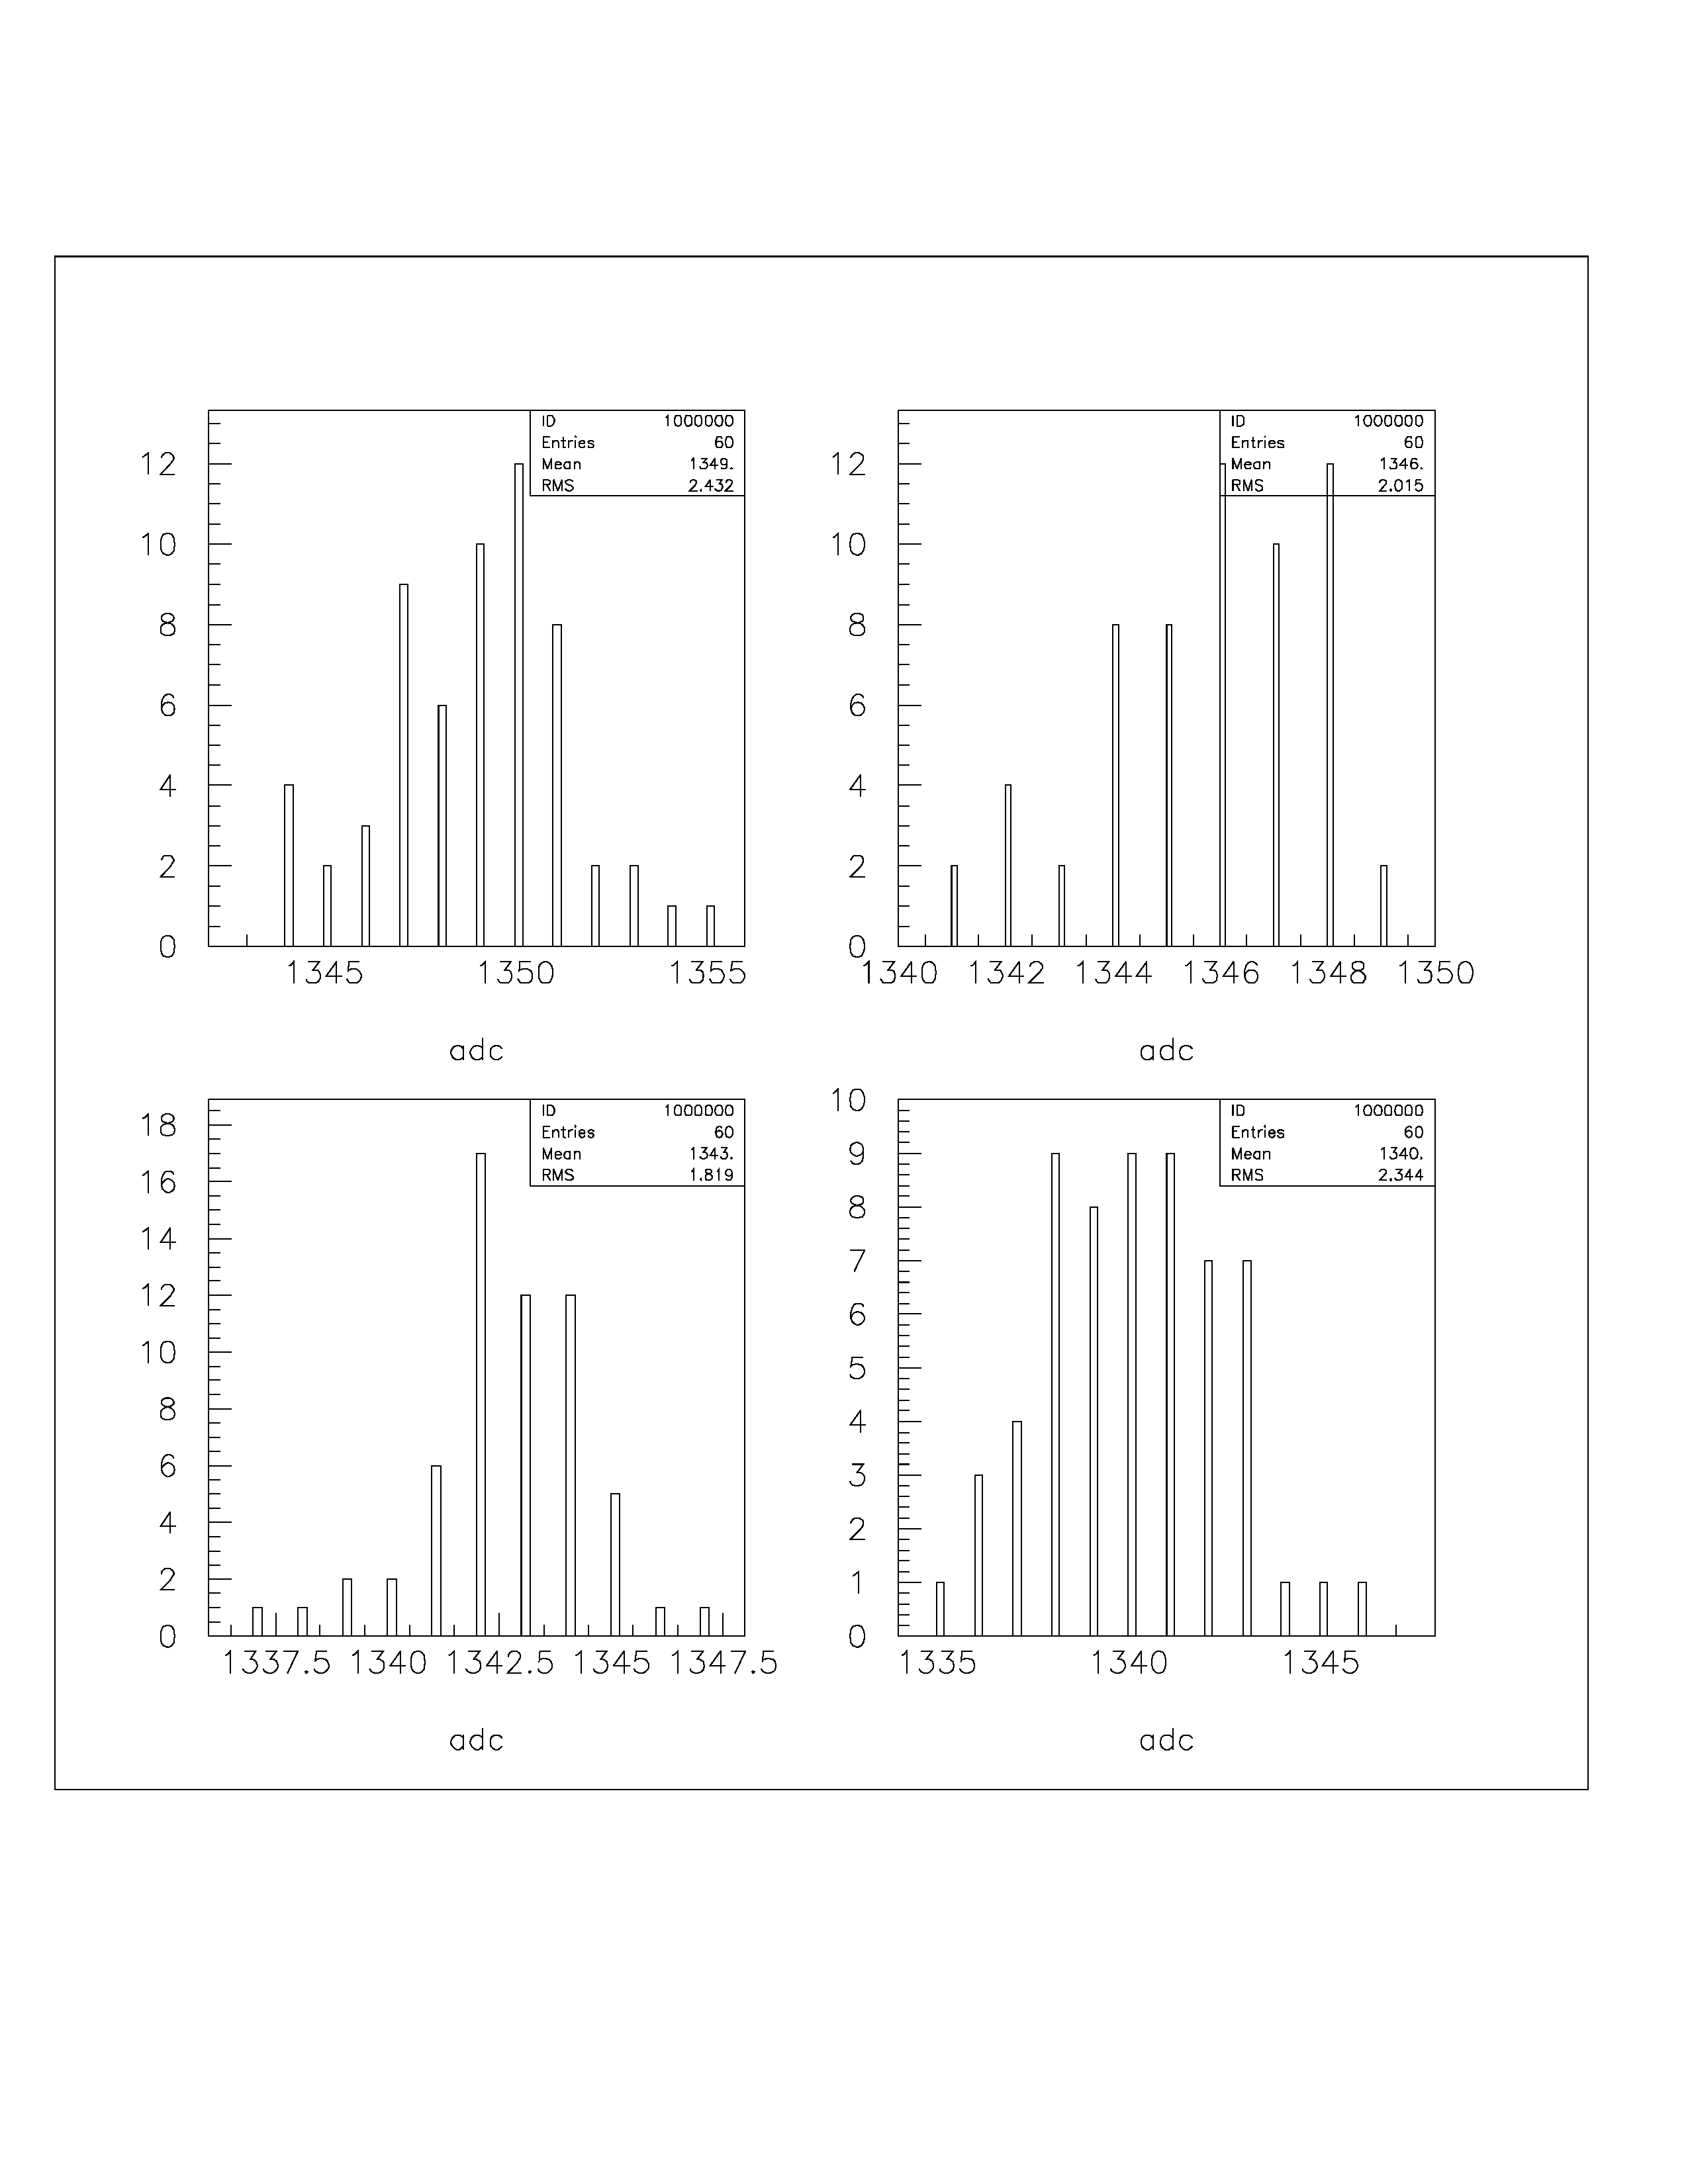 ID 1000000
Entries 60
Mean 1349.
RMS 2.432
12
10
8
6
4
2
0
1345 1350 1355
adc
ID 1000000
Entries 60
Mean 1346.
RMS 2.015
12
10
8
6
4
2
0
1340 1342 1344 1346 1348 1350
adc
ID 1000000
Entries 60
Mean 1343.
RMS 1.819
18
16
14
12
10
8
6
4
2
0
1337.5 1340 1342.5 1345 1347.5
adc
ID 1000000
Entries 60
Mean 1340.
RMS 2.344
10
9
8
7
6
5
4
3
2
1
0
1335 1340 1345
adc